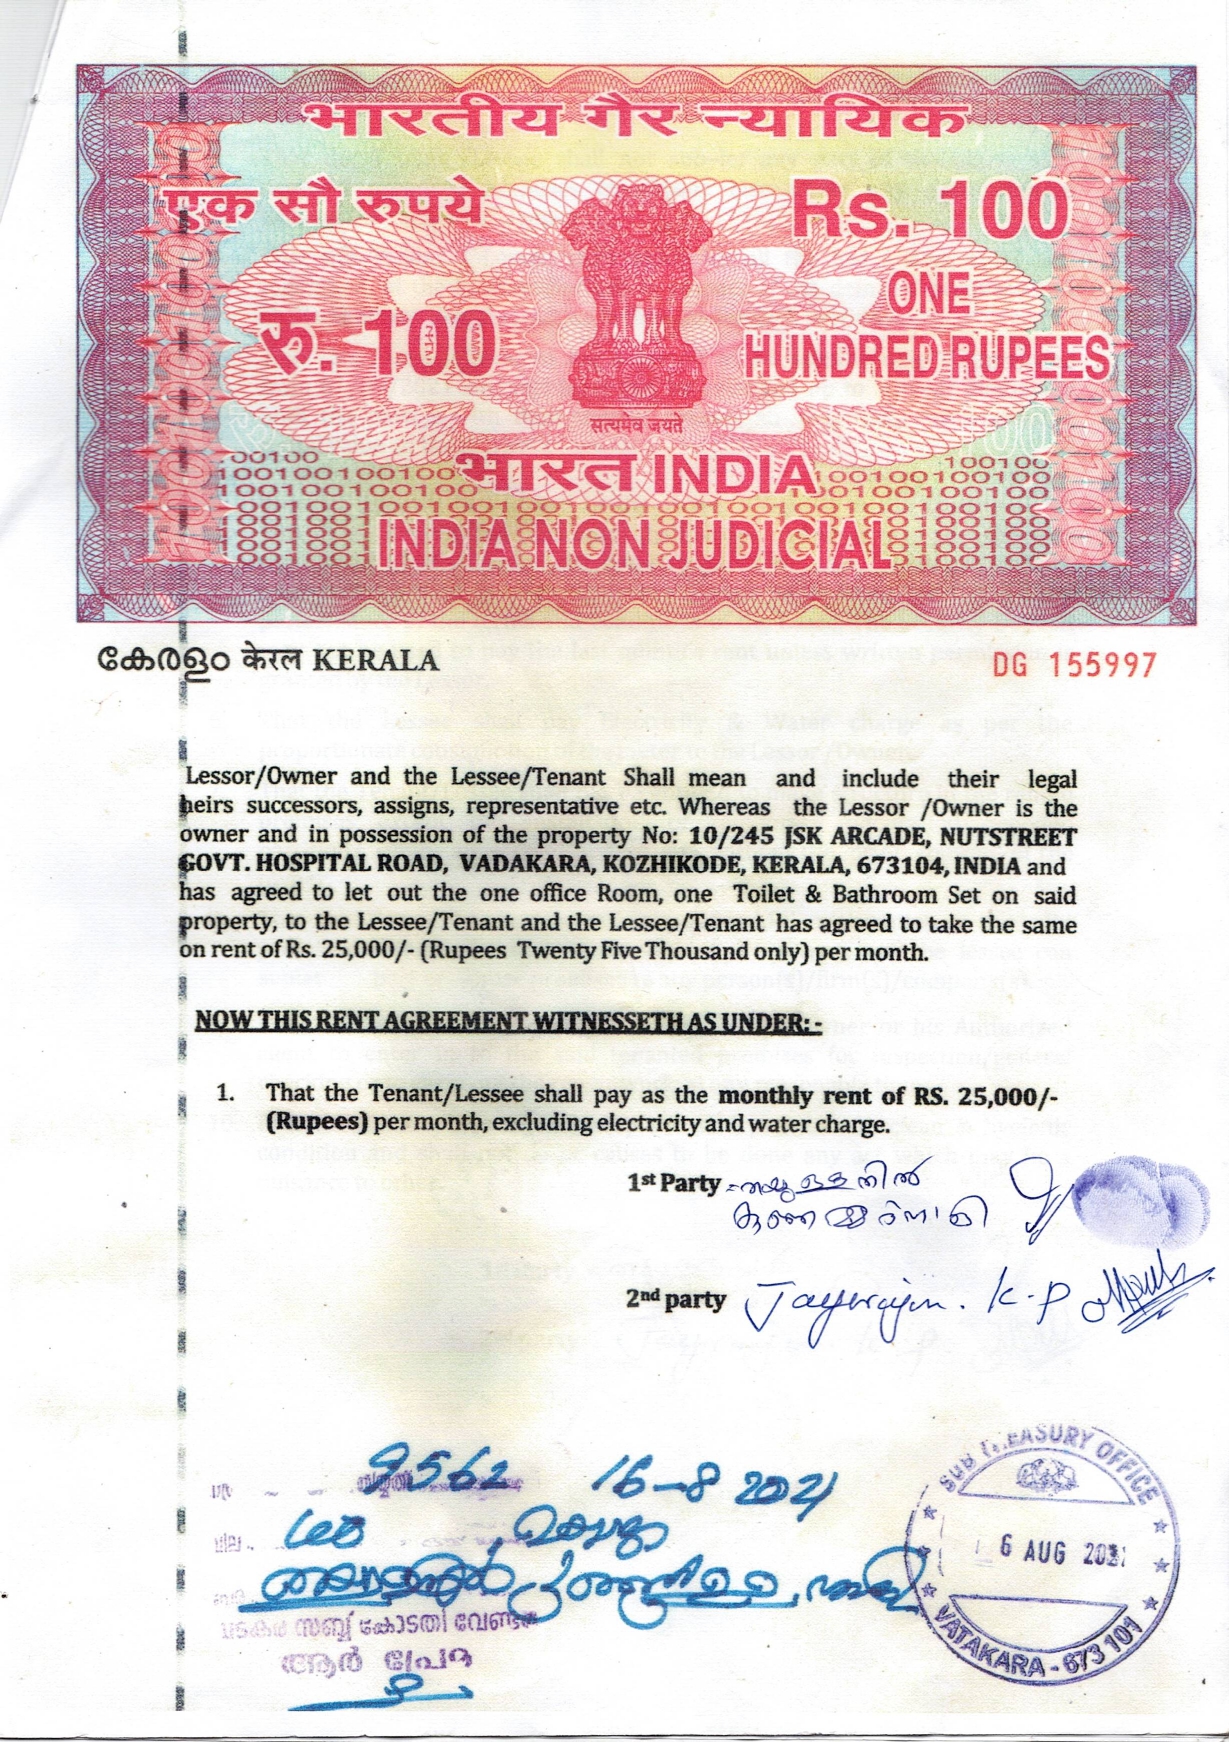 भारतीय गैर न्यायिक
एक सौ रुपये
Rs. 100
रु. 100
ONE
HUNDRED RUPEES
सत्यमेव जयते
भारत INDIA
INDIA NON JUDICIAL
കേരളം केरल KERALA
DG 155997
Lessor/Owner and the Lessee/Tenant Shall mean and include their legal
heirs successors, assigns, representative etc. Whereas the Lessor /Owner is the
owner and in possession of the property No: 10/245 JSK ARCADE, NUTSTREET
GOVT. HOSPITAL ROAD, VADAKARA, KOZHIKODE, KERALA, 673104, INDIA and
has agreed to let out the one office Room, one Toilet & Bathroom Set on said
property, to the Lessee/Tenant and the Lessee/Tenant has agreed to take the same
on rent of Rs. 25,000/- (Rupees Twenty Five Thousand only) per month.
NOW THIS RENT AGREEMENT WITNESSETH AS UNDER: -
1. That the Tenant/Lessee shall pay as the monthly rent of RS. 25,000/-
(Rupees) per month, excluding electricity and water charge.
1st Party
2nd party Jayarajan. K-P
9562 16-8 2021
SUB TREASURY OFFICE
6 AUG 2021
VATAKARA - 673 101
വടകര സബ്ബ് കോടതി വേണ്ടർ
ആർ പ്രേമ